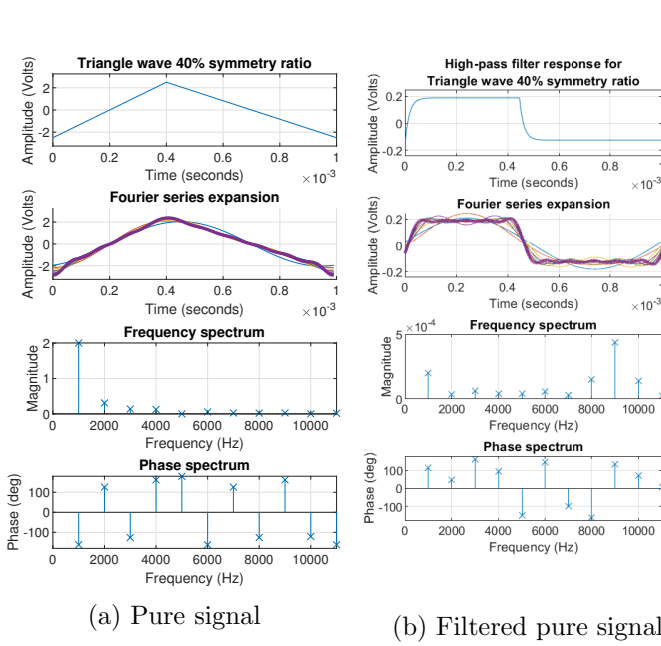 Triangle wave 40% symmetry ratio
Amplitude (Volts)
2
0
-2
0 0.2 0.4 0.6 0.8 1
Time (seconds)
×10-3
Fourier series expansion
Amplitude (Volts)
2
0
-2
0 0.2 0.4 0.6 0.8 1
Time (seconds)
×10-3
Frequency spectrum
Magnitude
2
1
0
0 2000 4000 6000 8000 10000
Frequency (Hz)
Phase spectrum
Phase (deg)
100
0
-100
0 2000 4000 6000 8000 10000
Frequency (Hz)
(a) Pure signal
High-pass filter response for
Triangle wave 40% symmetry ratio
Amplitude (Volts)
0.2
0
-0.2
0 0.2 0.4 0.6 0.8
Time (seconds)
×10-3
Fourier series expansion
Amplitude (Volts)
0.2
0
-0.2
0 0.2 0.4 0.6 0.8
Time (seconds)
×10-3
×10-4
Frequency spectrum
Magnitude
5
0
0 2000 4000 6000 8000 10000
Frequency (Hz)
Phase spectrum
Phase (deg)
100
0
-100
0 2000 4000 6000 8000 10000
Frequency (Hz)
(b) Filtered pure signal